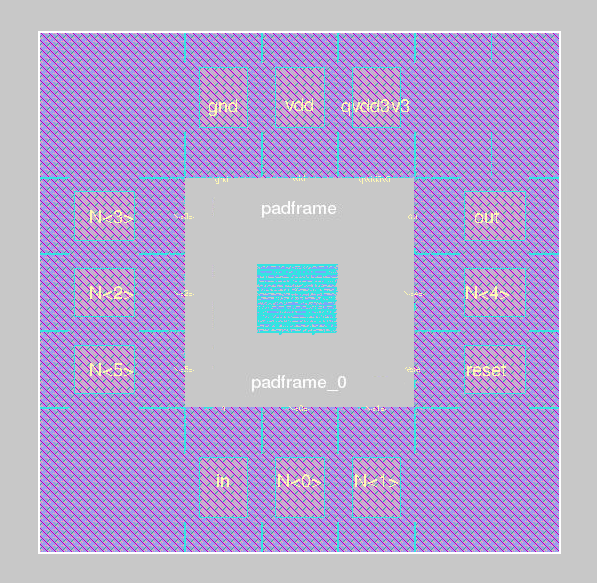 gnd vdd qvdd3v3
padframe
N<3> out
N<2> N<4>
N<5> reset
padframe_0
in N<0> N<1>